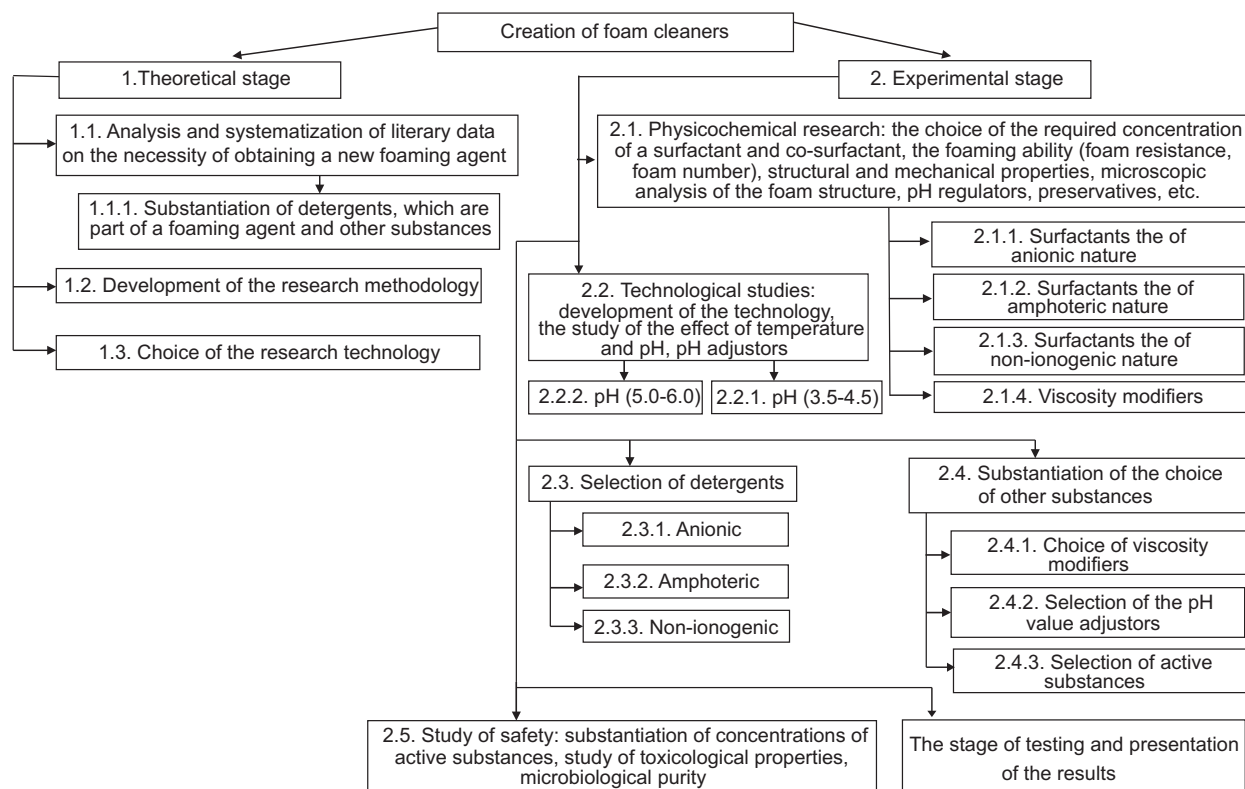 Creation of foam cleaners
1.Theoretical stage
2. Experimental stage
1.1. Analysis and systematization of literary data
on the necessity of obtaining a new foaming agent
1.1.1. Substantiation of detergents, which are
part of a foaming agent and other substances
1.2. Development of the research methodology
1.3. Choice of the research technology
2.1. Physicochemical research: the choice of the required concentration
of a surfactant and co-surfactant, the foaming ability (foam resistance,
foam number), structural and mechanical properties, microscopic
analysis of the foam structure, pH regulators, preservatives, etc.
2.1.1. Surfactants the of
anionic nature
2.1.2. Surfactants the of
amphoteric nature
2.1.3. Surfactants the of
non-ionogenic nature
2.1.4. Viscosity modifiers
2.2. Technological studies:
development of the technology,
the study of the effect of temperature
and pH, pH adjustors
2.2.2. pH (5.0-6.0)
2.2.1. pH (3.5-4.5)
2.3. Selection of detergents
2.3.1. Anionic
2.3.2. Amphoteric
2.3.3. Non-ionogenic
2.4. Substantiation of the choice
of other substances
2.4.1. Choice of viscosity
modifiers
2.4.2. Selection of the pH
value adjustors
2.4.3. Selection of active
substances
2.5. Study of safety: substantiation of concentrations of
active substances, study of toxicological properties,
microbiological purity
The stage of testing and presentation
of the results